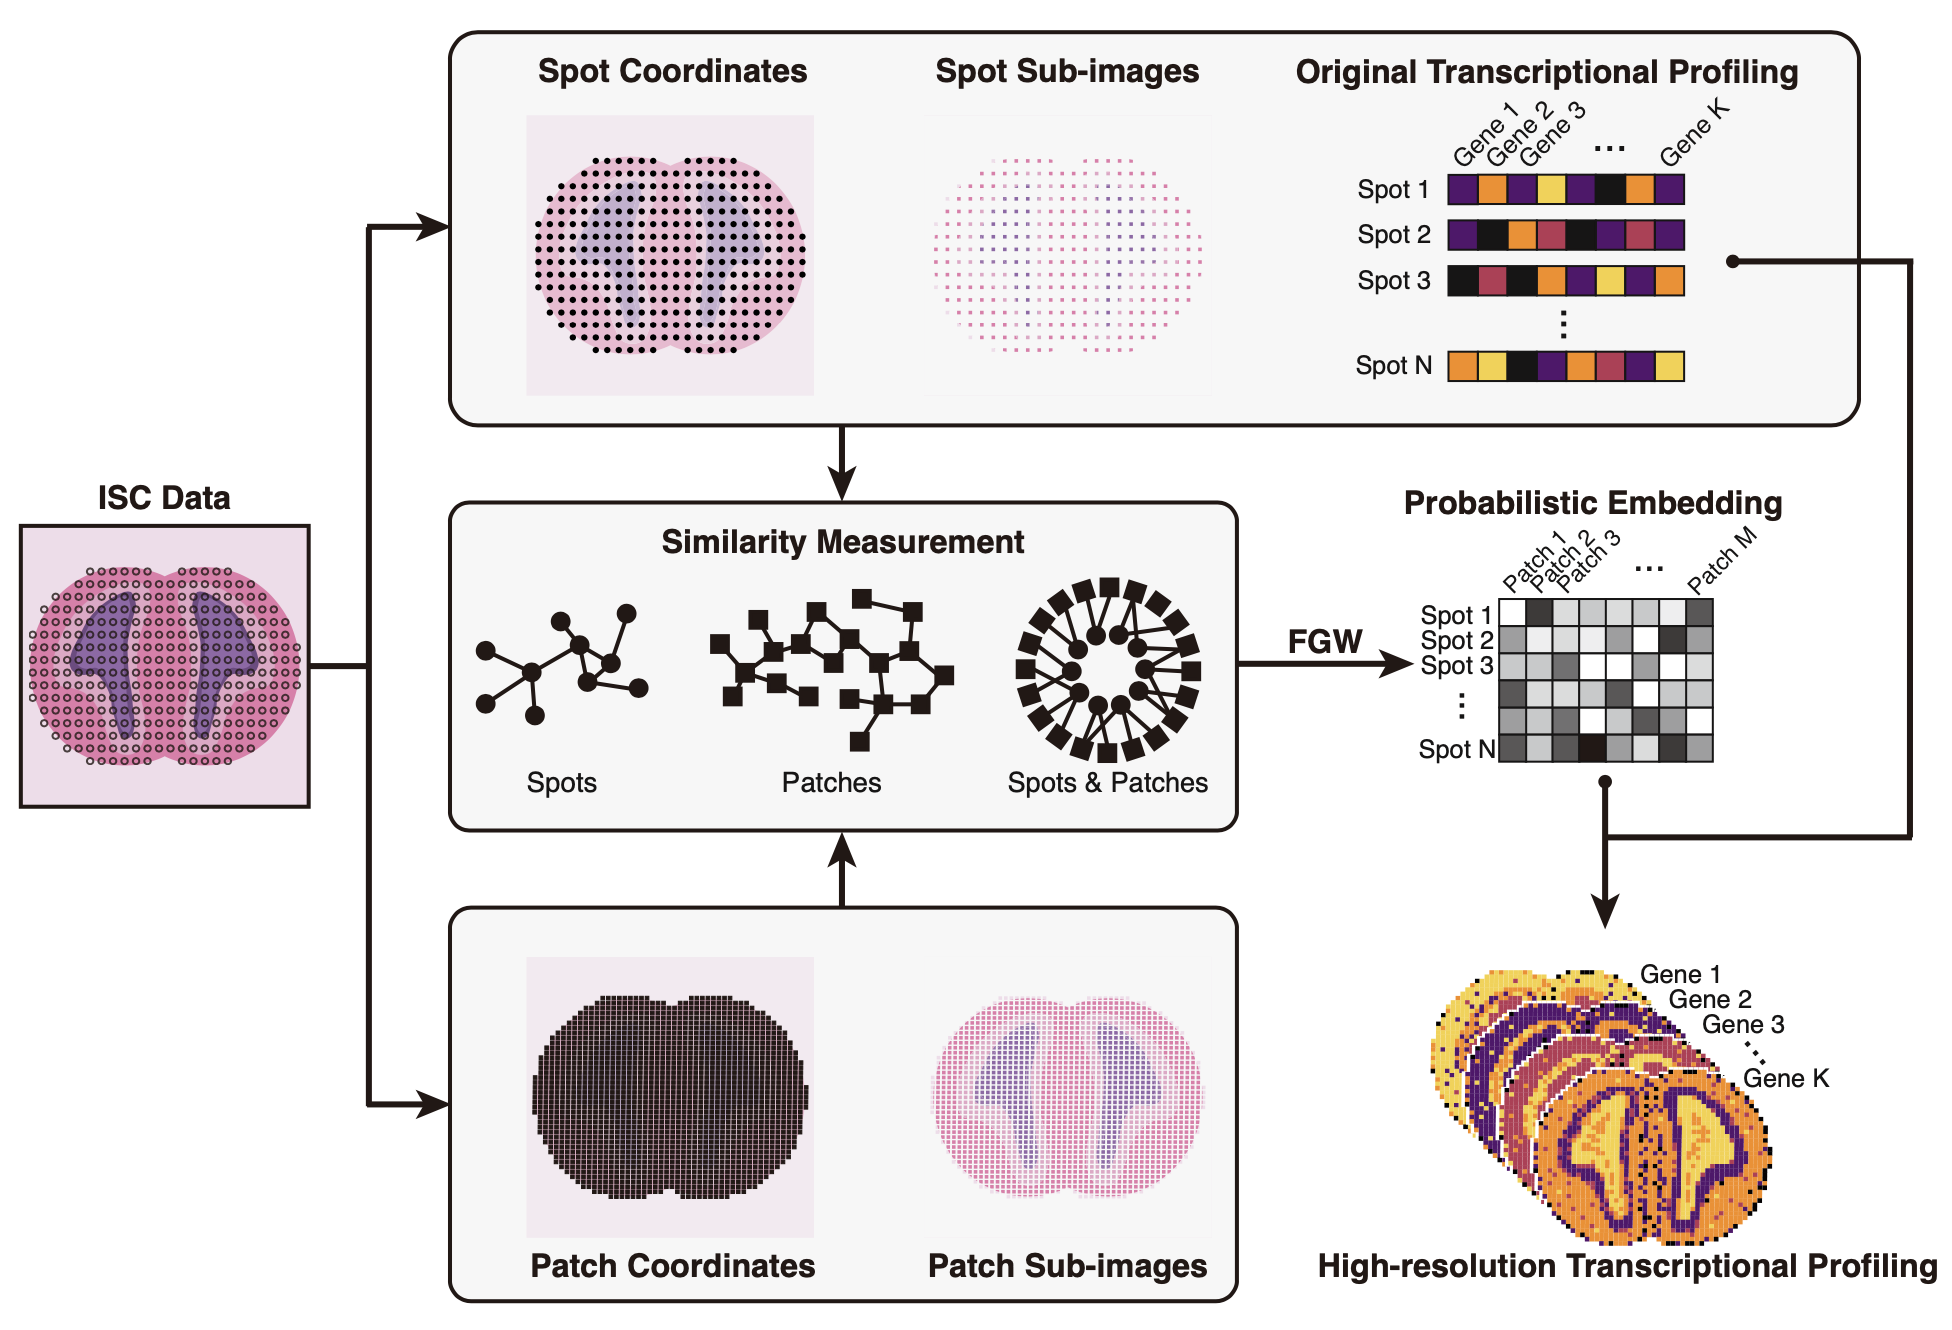 Spot Coordinates
Spot Sub-images
Original Transcriptional Profiling
Gene 1
Gene 2
Gene 3
...
Gene K
Spot 1
Spot 2
Spot 3
⋮
Spot N
ISC Data
Similarity Measurement
Spots
Patches
Spots & Patches
FGW
Probabilistic Embedding
Patch 1
Patch 2
Patch 3
...
Patch M
Spot 1
Spot 2
Spot 3
⋮
Spot N
Patch Coordinates
Patch Sub-images
Gene 1
Gene 2
Gene 3
⋱
Gene K
High-resolution Transcriptional Profiling